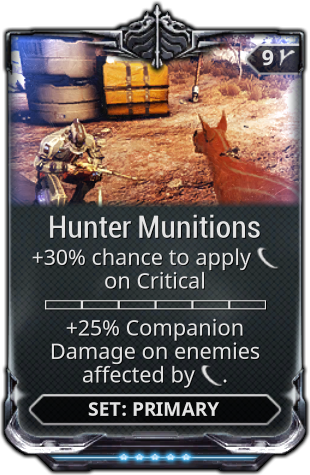 9
Hunter Munitions
+30% chance to apply
on Critical
+25% Companion
Damage on enemies
affected by .
SET: PRIMARY